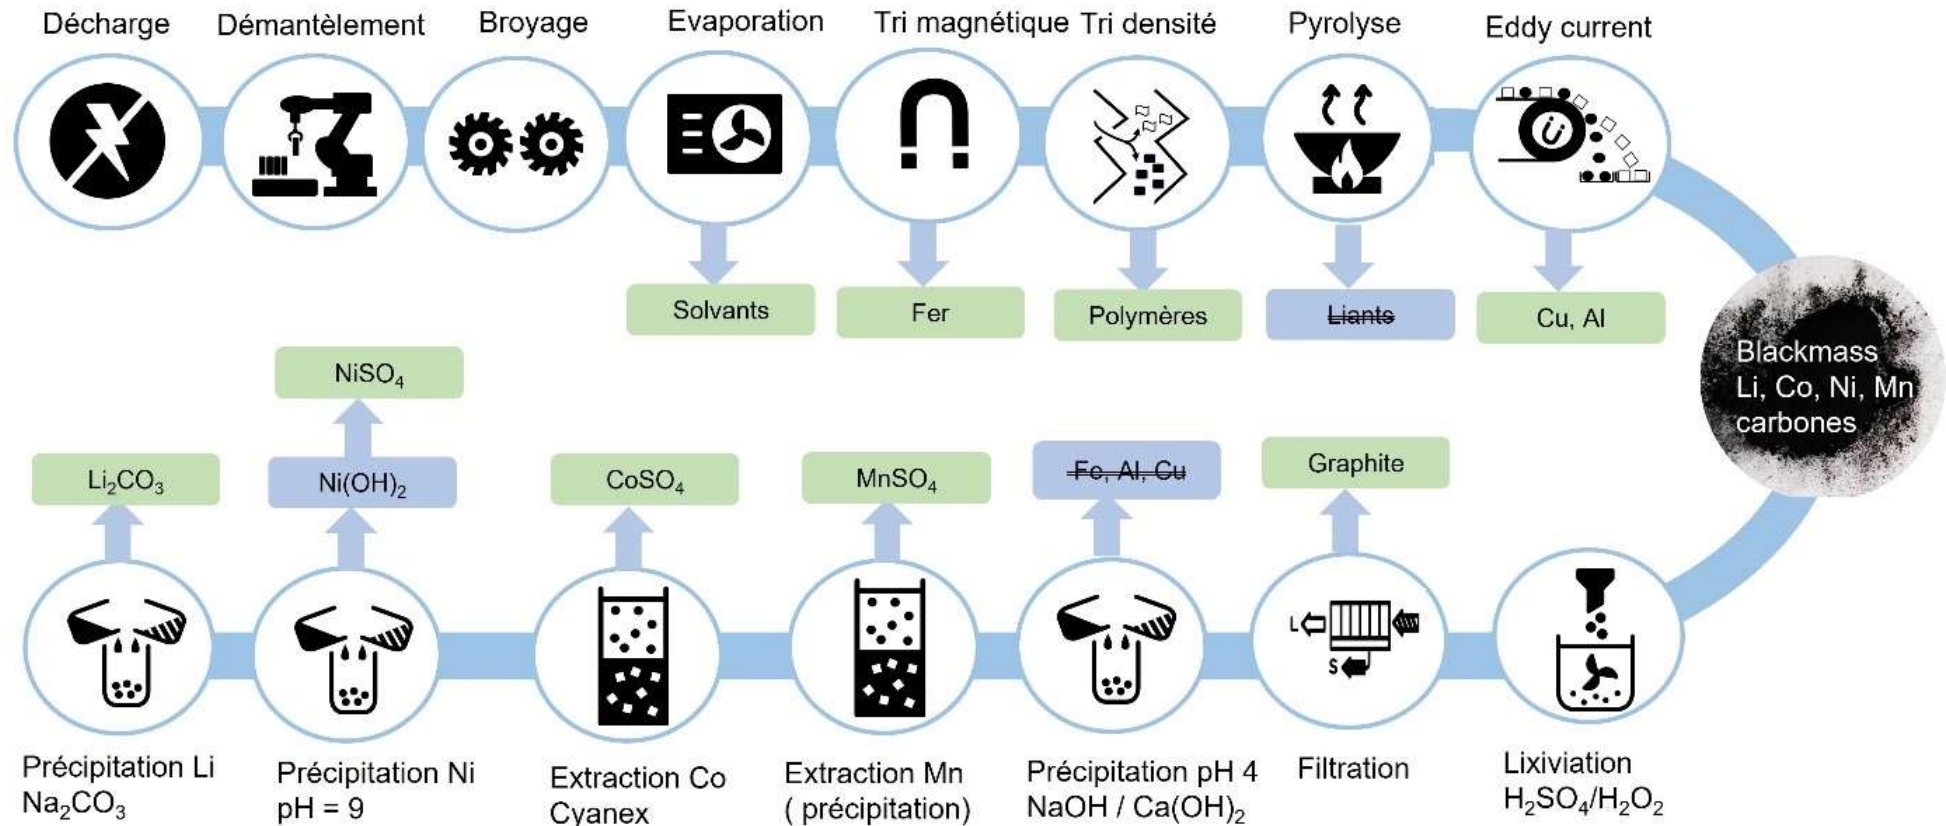 Décharge
Démantèlement
Broyage
Evaporation
Tri magnétique
Tri densité
Pyrolyse
Eddy current
Solvants
Fer
Polymères
Liants
Cu, Al
Blackmass
Li, Co, Ni, Mn
carbones
NiSO₄
Li₂CO₃
Ni(OH)₂
CoSO₄
MnSO₄
Fe, Al, Cu
Graphite
L
S
Précipitation Li
Na₂CO₃
Précipitation Ni
pH = 9
Extraction Co
Cyanex
Extraction Mn
( précipitation)
Précipitation pH 4
NaOH / Ca(OH)₂
Filtration
Lixiviation
H₂SO₄/H₂O₂